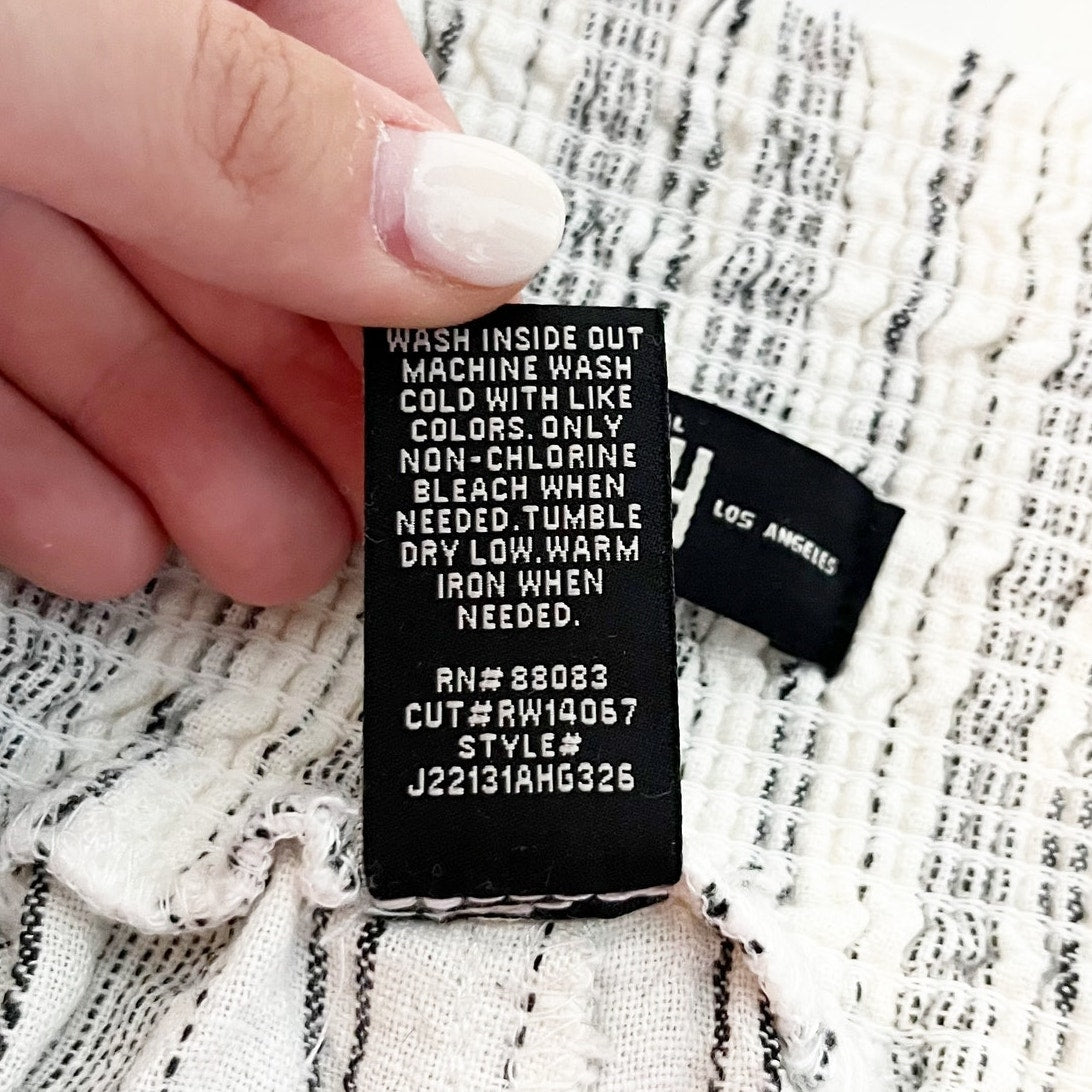 WASH INSIDE OUT
MACHINE WASH
COLD WITH LIKE
COLORS. ONLY
NON-CHLORINE
BLEACH WHEN
NEEDED.TUMBLE
DRY LOW.WARM
IRON WHEN
NEEDED.
RN# 88083
CUT#RW14067
STYLE#
J22131AHG326
LOS ANGELES